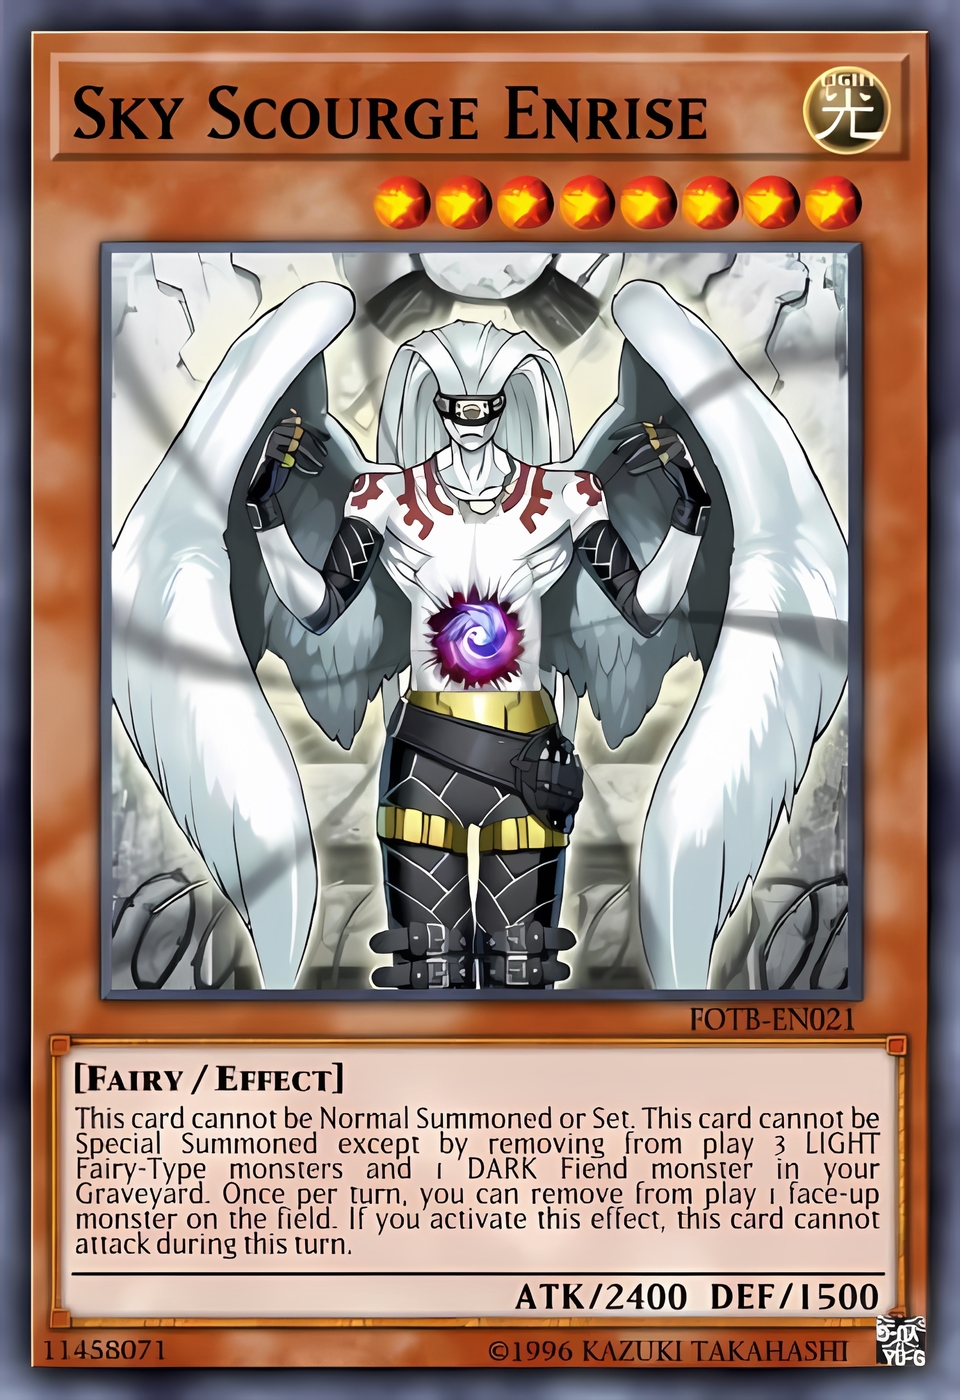 SKY SCOURGE ENRISE
LIGHT
光
FOTB-EN021
[FAIRY / EFFECT]
This card cannot be Normal Summoned or Set. This card cannot be
Special Summoned except by removing from play 3 LIGHT
Fairy-Type monsters and 1 DARK Fiend monster in your
Graveyard. Once per turn, you can remove from play 1 face-up
monster on the field. If you activate this effect, this card cannot
attack during this turn.
ATK/2400 DEF/1500
11458071
©1996 KAZUKI TAKAHASHI